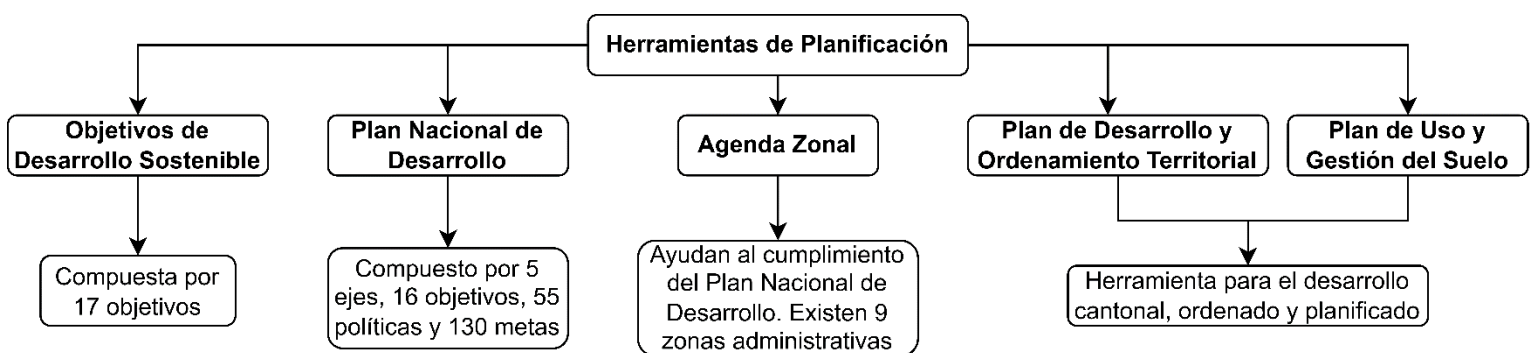 Herramientas de Planificación
Objetivos de
Desarrollo Sostenible
Plan Nacional de
Desarrollo
Agenda Zonal
Plan de Desarrollo y
Ordenamiento Territorial
Plan de Uso y
Gestión del Suelo
Compuesta por
17 objetivos
Compuesto por 5
ejes, 16 objetivos, 55
políticas y 130 metas
Ayudan al cumplimiento
del Plan Nacional de
Desarrollo. Existen 9
zonas administrativas
Herramienta para el desarrollo
cantonal, ordenado y planificado